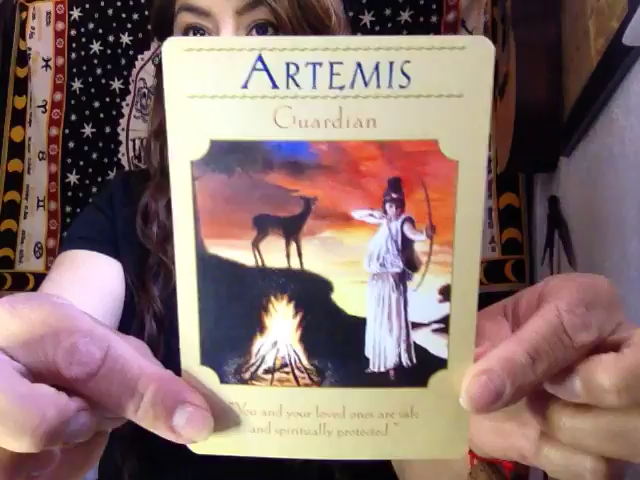 ARTEMIS
Guardian
"You and your loved ones are safe
and spiritually protected."